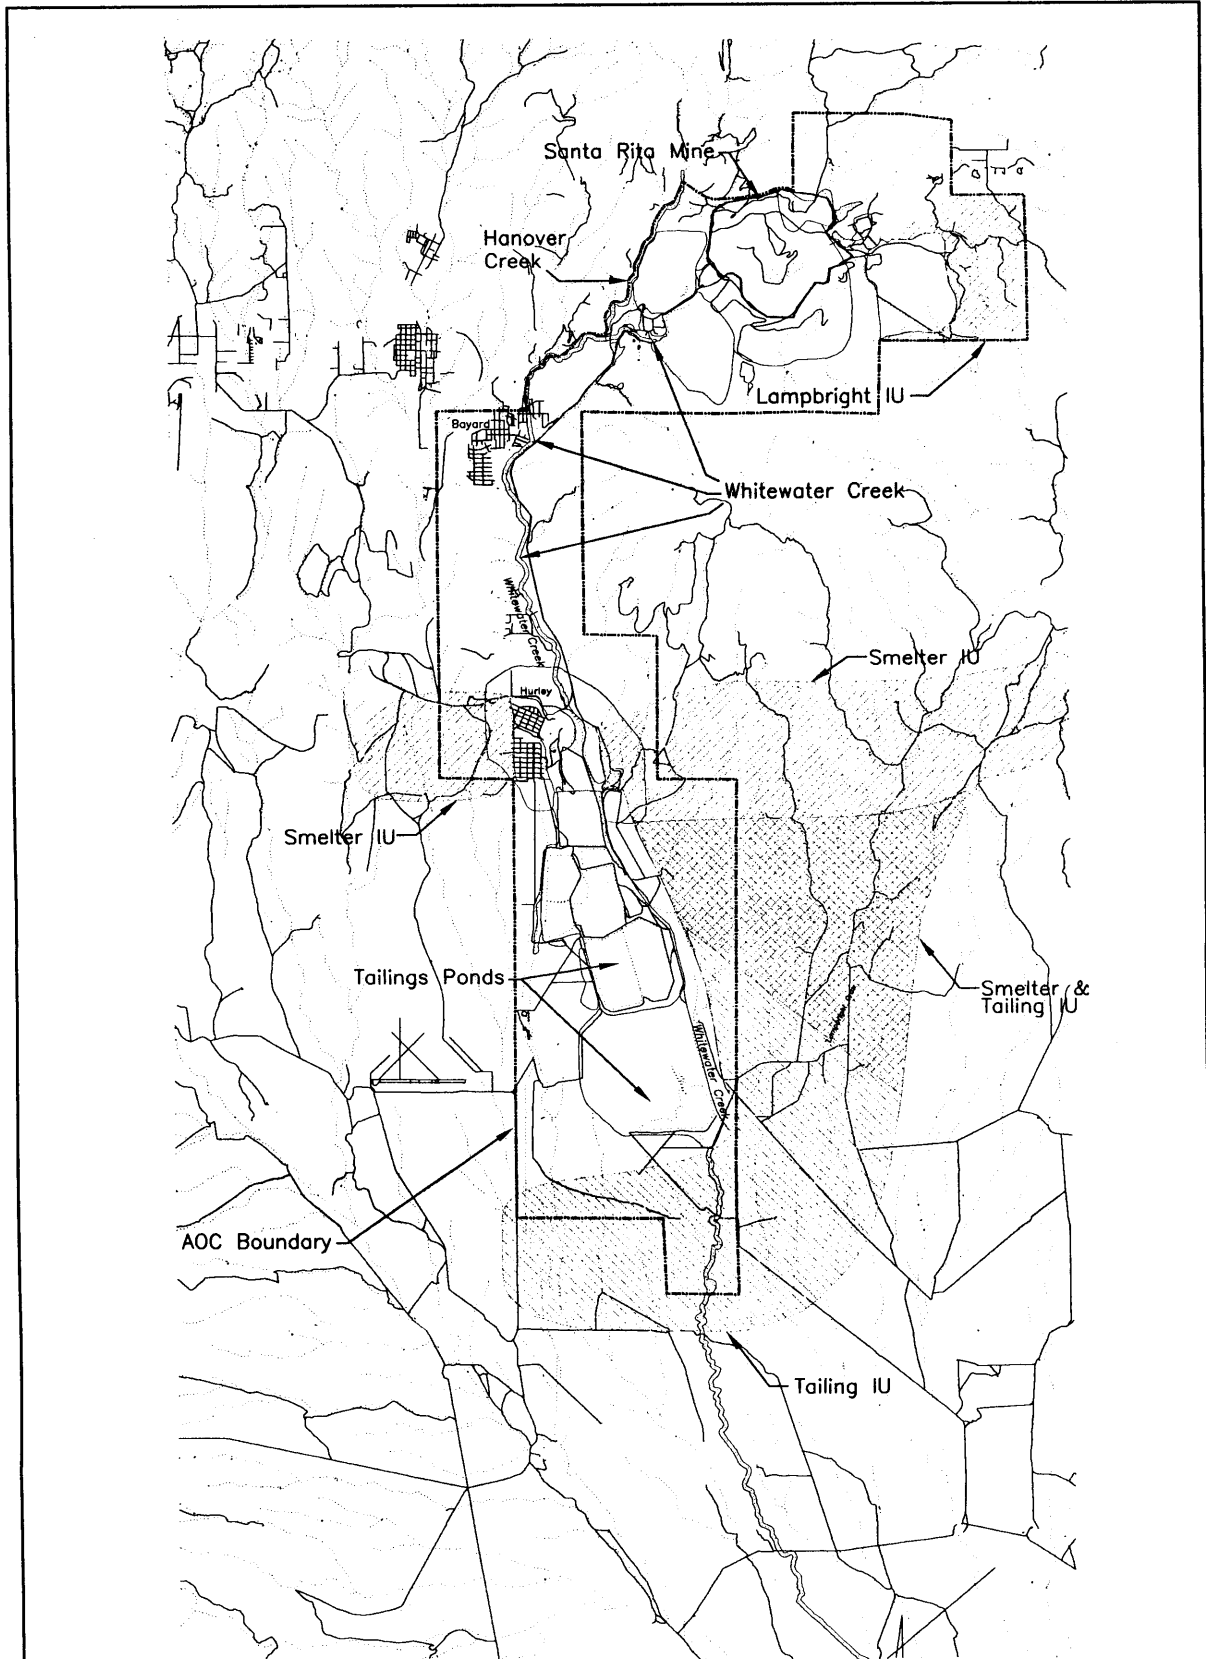 Santa Rita Mine
Hanover
Creek
Lampbright IU
Bayard
Whitewater Creek
Whitewater Creek
Smelter IU
Hurley
Smelter IU
Tailings Ponds
Smelter &
Tailing IU
Whitewater Creek
AOC Boundary
Tailing IU